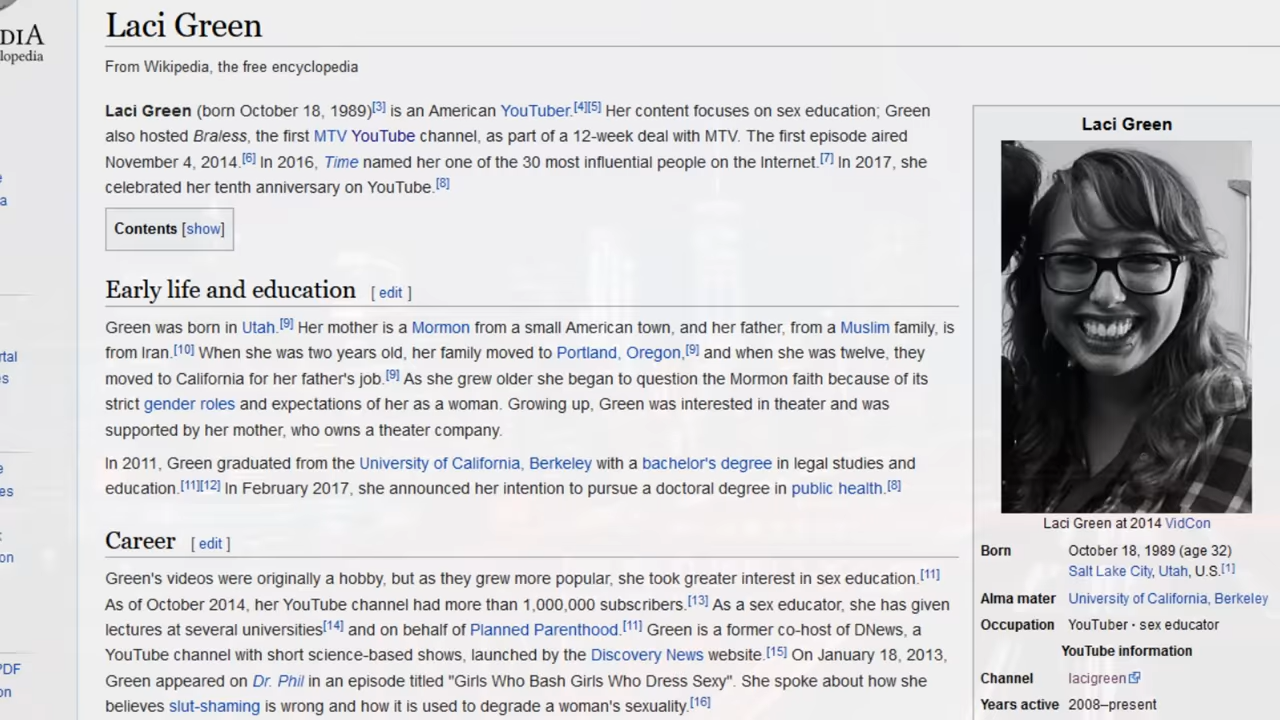 DIA
lopedia
Laci Green
From Wikipedia, the free encyclopedia
Laci Green (born October 18, 1989)[3] is an American YouTuber.[4][5] Her content focuses on sex education; Green
also hosted Braless, the first MTV YouTube channel, as part of a 12-week deal with MTV. The first episode aired
November 4, 2014.[6] In 2016, Time named her one of the 30 most influential people on the Internet.[7] In 2017, she
celebrated her tenth anniversary on YouTube.[8]
Contents [show]
Early life and education [ edit ]
Green was born in Utah.[9] Her mother is a Mormon from a small American town, and her father, from a Muslim family, is
from Iran.[10] When she was two years old, her family moved to Portland, Oregon,[9] and when she was twelve, they
moved to California for her father's job.[9] As she grew older she began to question the Mormon faith because of its
strict gender roles and expectations of her as a woman. Growing up, Green was interested in theater and was
supported by her mother, who owns a theater company.
In 2011, Green graduated from the University of California, Berkeley with a bachelor's degree in legal studies and
education.[11][12] In February 2017, she announced her intention to pursue a doctoral degree in public health.[8]
Career [ edit ]
Green's videos were originally a hobby, but as they grew more popular, she took greater interest in sex education.[11]
As of October 2014, her YouTube channel had more than 1,000,000 subscribers.[13] As a sex educator, she has given
lectures at several universities[14] and on behalf of Planned Parenthood.[11] Green is a former co-host of DNews, a
YouTube channel with short science-based shows, launched by the Discovery News website.[15] On January 18, 2013,
Green appeared on Dr. Phil in an episode titled "Girls Who Bash Girls Who Dress Sexy". She spoke about how she
believes slut-shaming is wrong and how it is used to degrade a woman's sexuality.[16]
Laci Green
Laci Green at 2014 VidCon
Born October 18, 1989 (age 32)
Salt Lake City, Utah, U.S.[1]
Alma mater University of California, Berkeley
Occupation YouTuber · sex educator
YouTube information
Channel lacigreen
Years active 2008–present
PDF